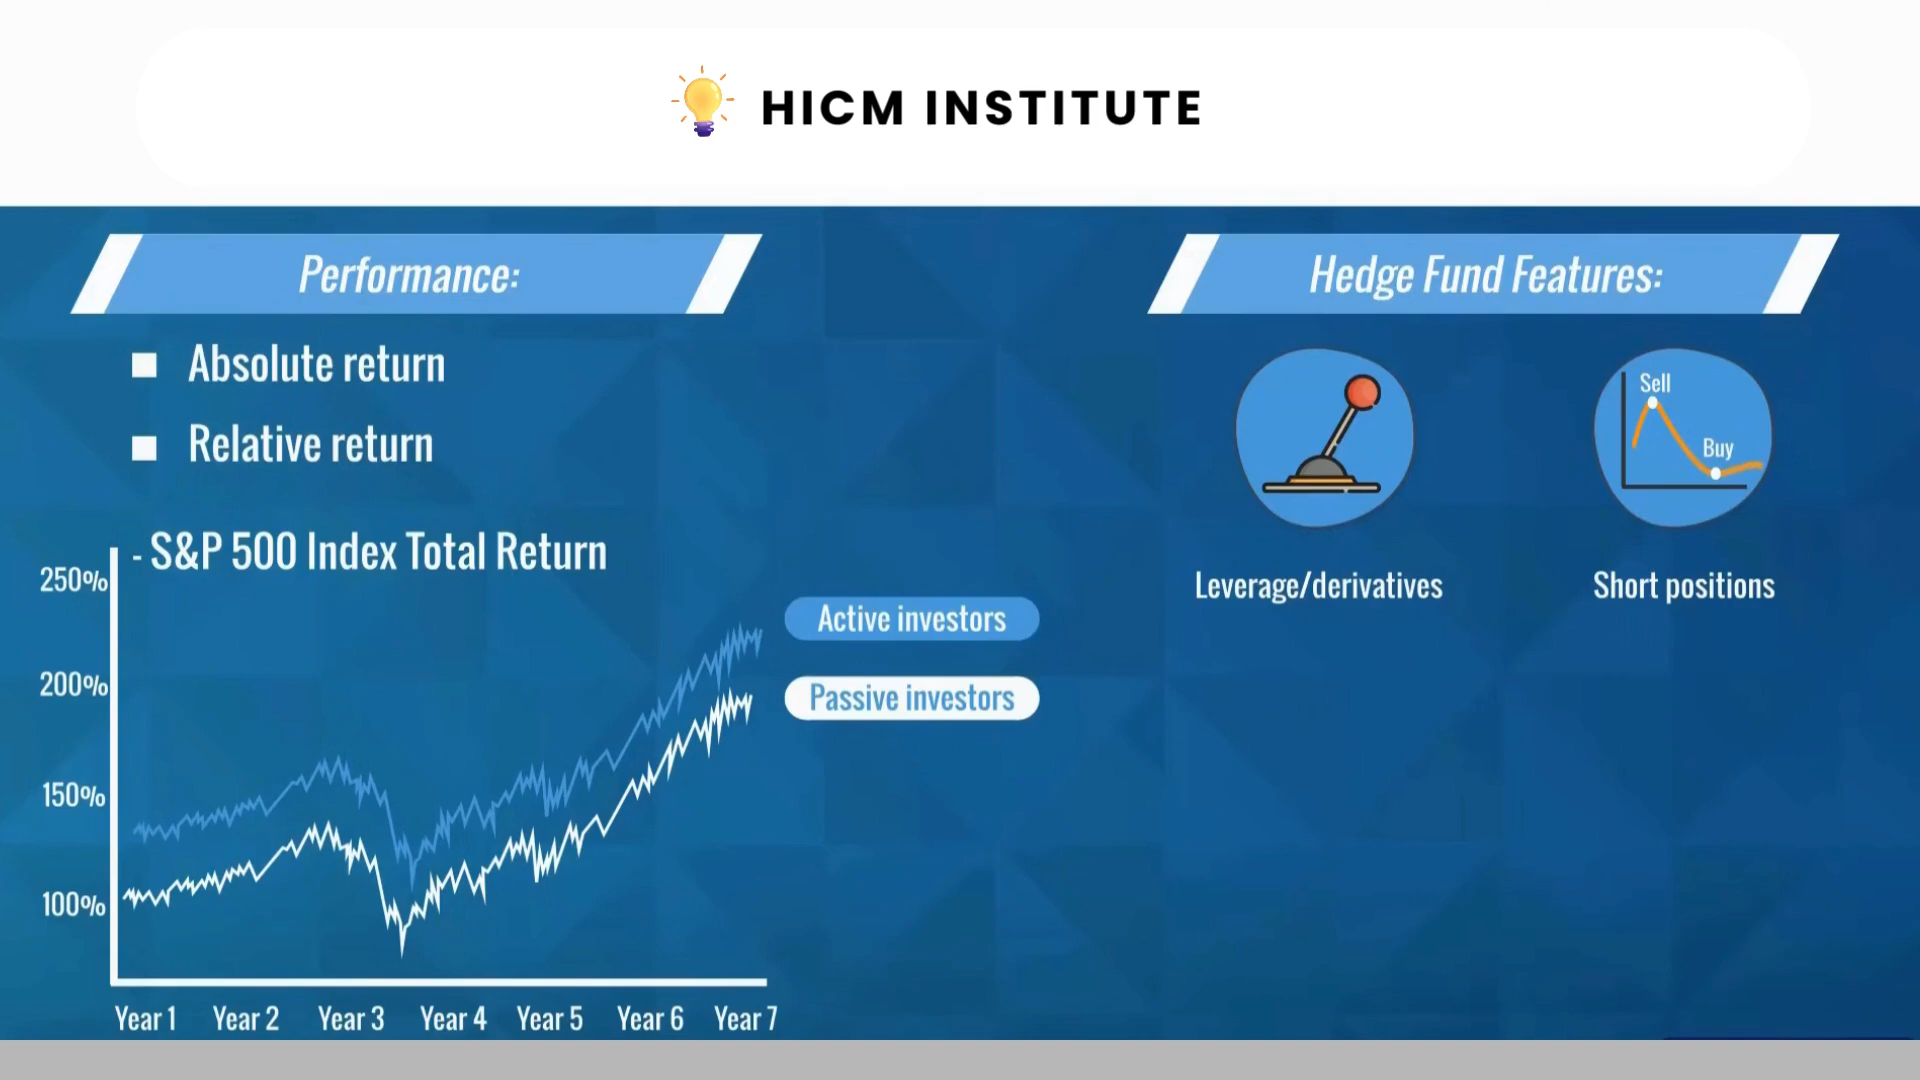 HICM INSTITUTE
Performance:
Absolute return
Relative return
- S&P 500 Index Total Return
250%
200%
150%
100%
Year 1 Year 2 Year 3 Year 4 Year 5 Year 6 Year 7
Active investors
Passive investors
Hedge Fund Features:
Sell
Buy
Leverage/derivatives
Short positions